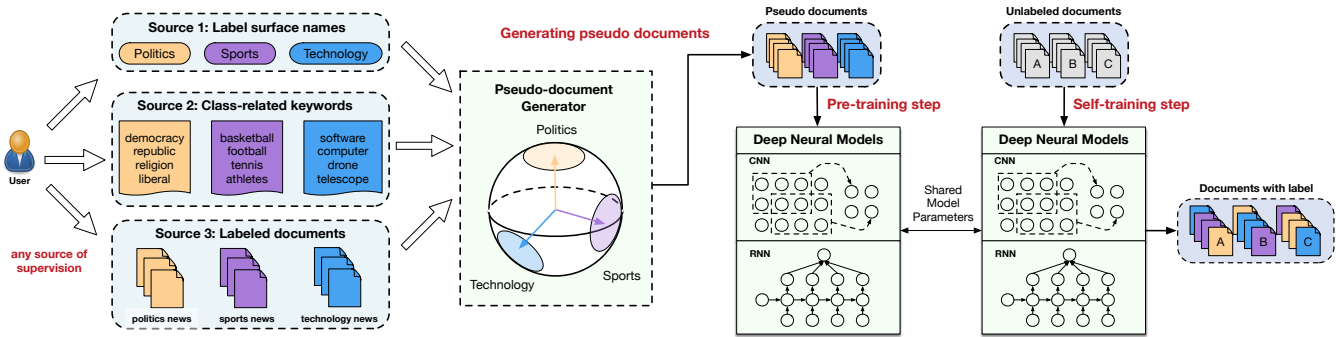 Source 1: Label surface names
Politics
Sports
Technology
Source 2: Class-related keywords
democracy
republic
religion
liberal
basketball
football
tennis
athletes
software
computer
drone
telescope
User
Source 3: Labeled documents
any source of
supervision
politics news
sports news
technology news
Generating pseudo documents
Pseudo-document
Generator
Politics
Sports
Technology
Pseudo documents
Pre-training step
Deep Neural Models
CNN
RNN
Shared
Model
Parameters
Unlabeled documents
A
B
C
Self-training step
Deep Neural Models
CNN
RNN
Documents with label
A
B
C